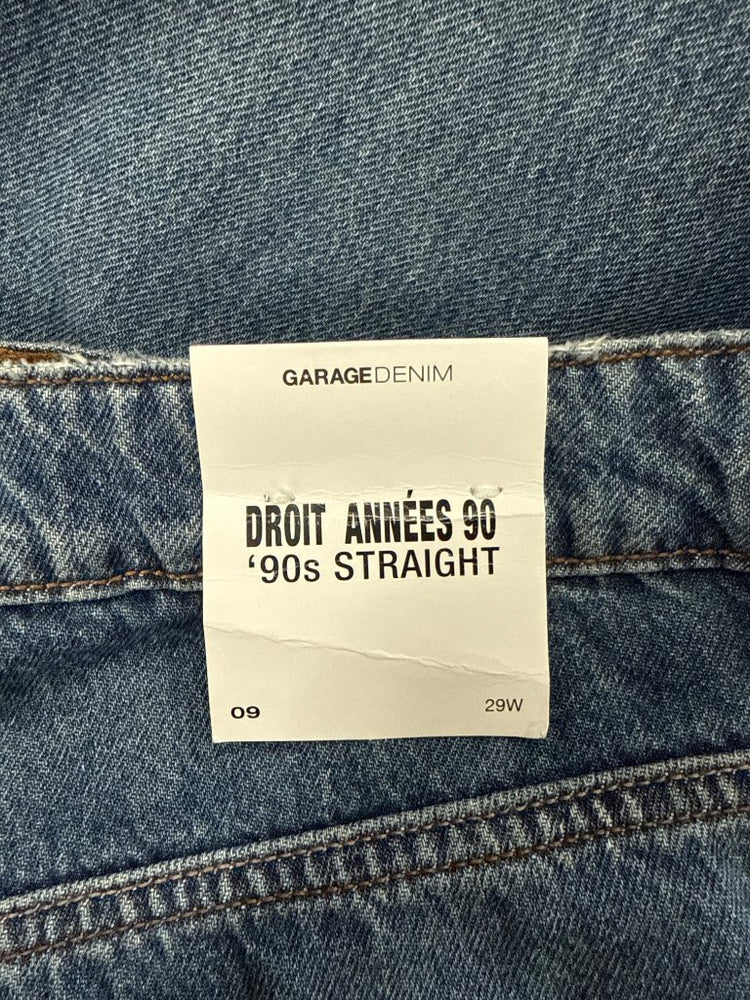 GARAGEDENIM
DROIT ANNÉES 90
‘90s STRAIGHT
09 29W